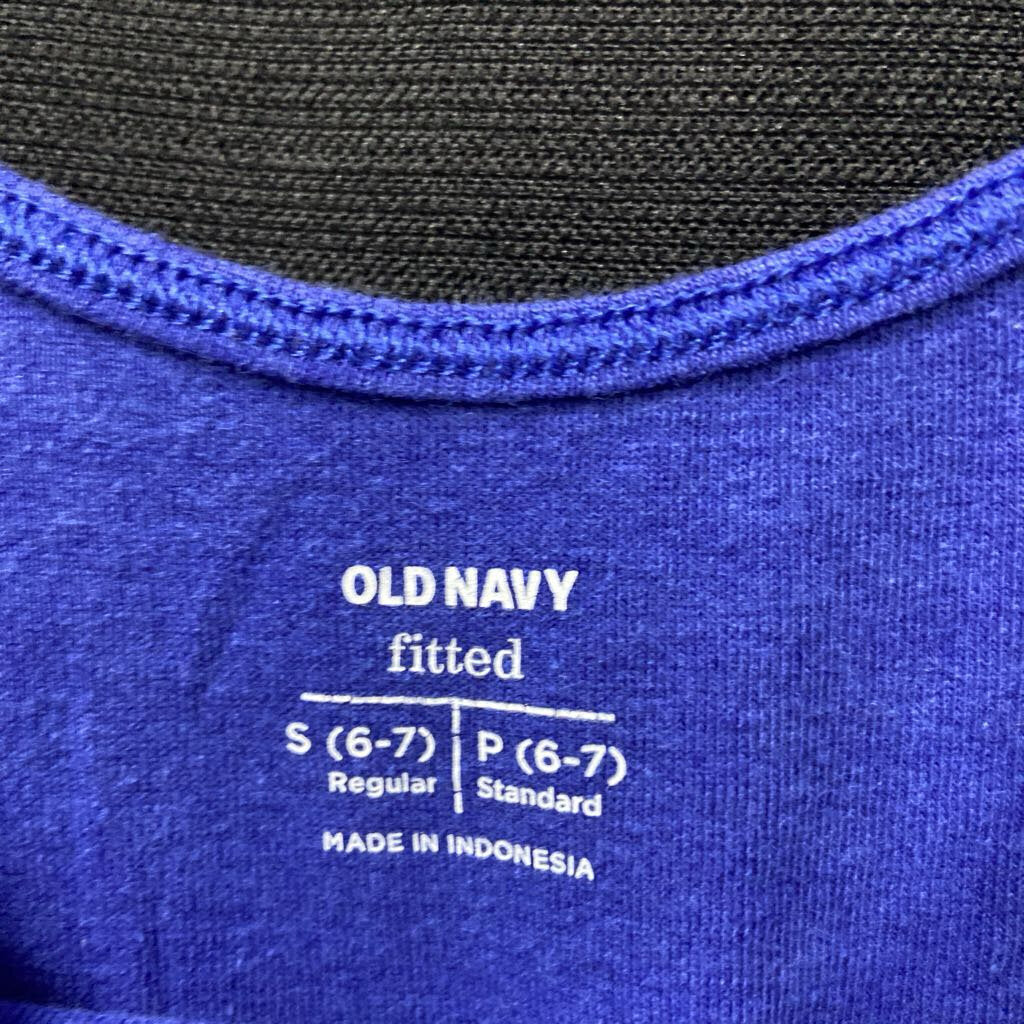 OLD NAVY
fitted
S (6-7) P (6-7)
Regular Standard
MADE IN INDONESIA